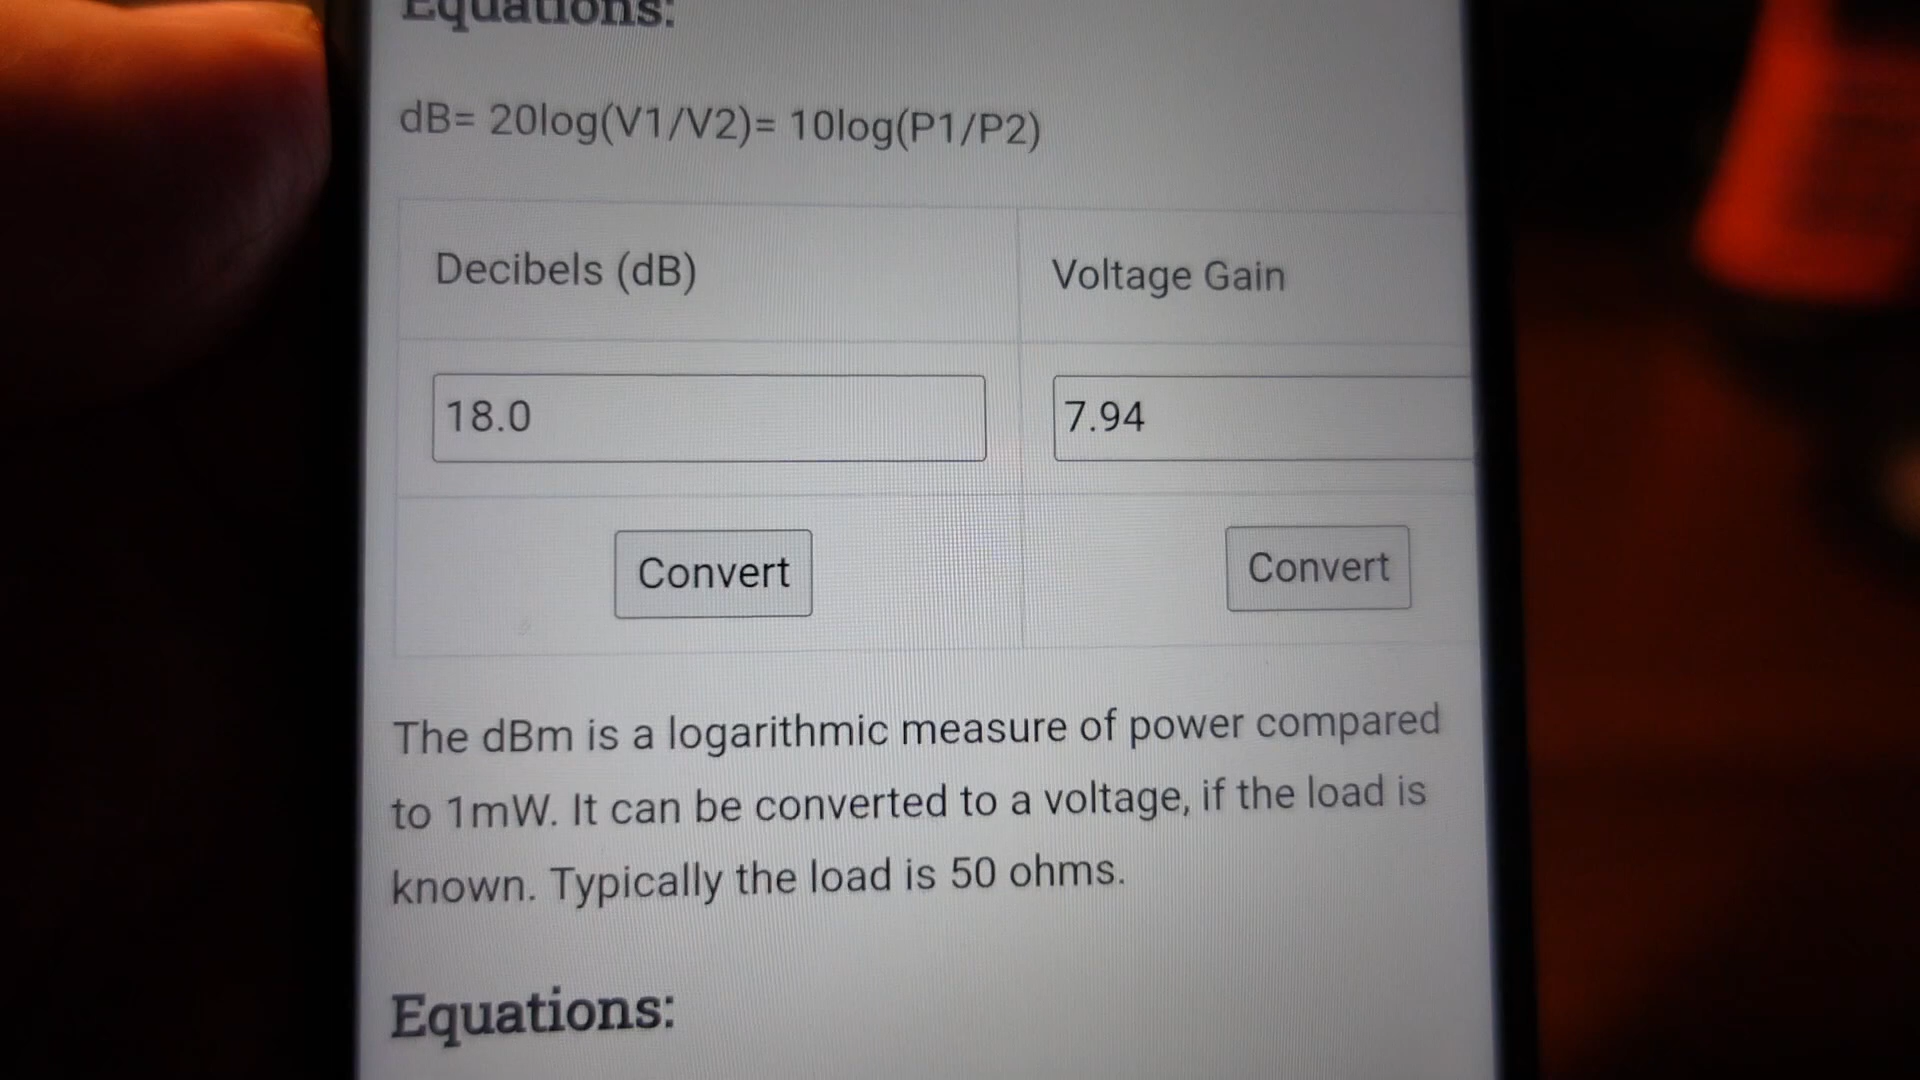 Equations:
dB= 20log(V1/V2)= 10log(P1/P2)
Decibels (dB) Voltage Gain
18.0 7.94
Convert Convert
The dBm is a logarithmic measure of power compared
to 1mW. It can be converted to a voltage, if the load is
known. Typically the load is 50 ohms.
Equations: